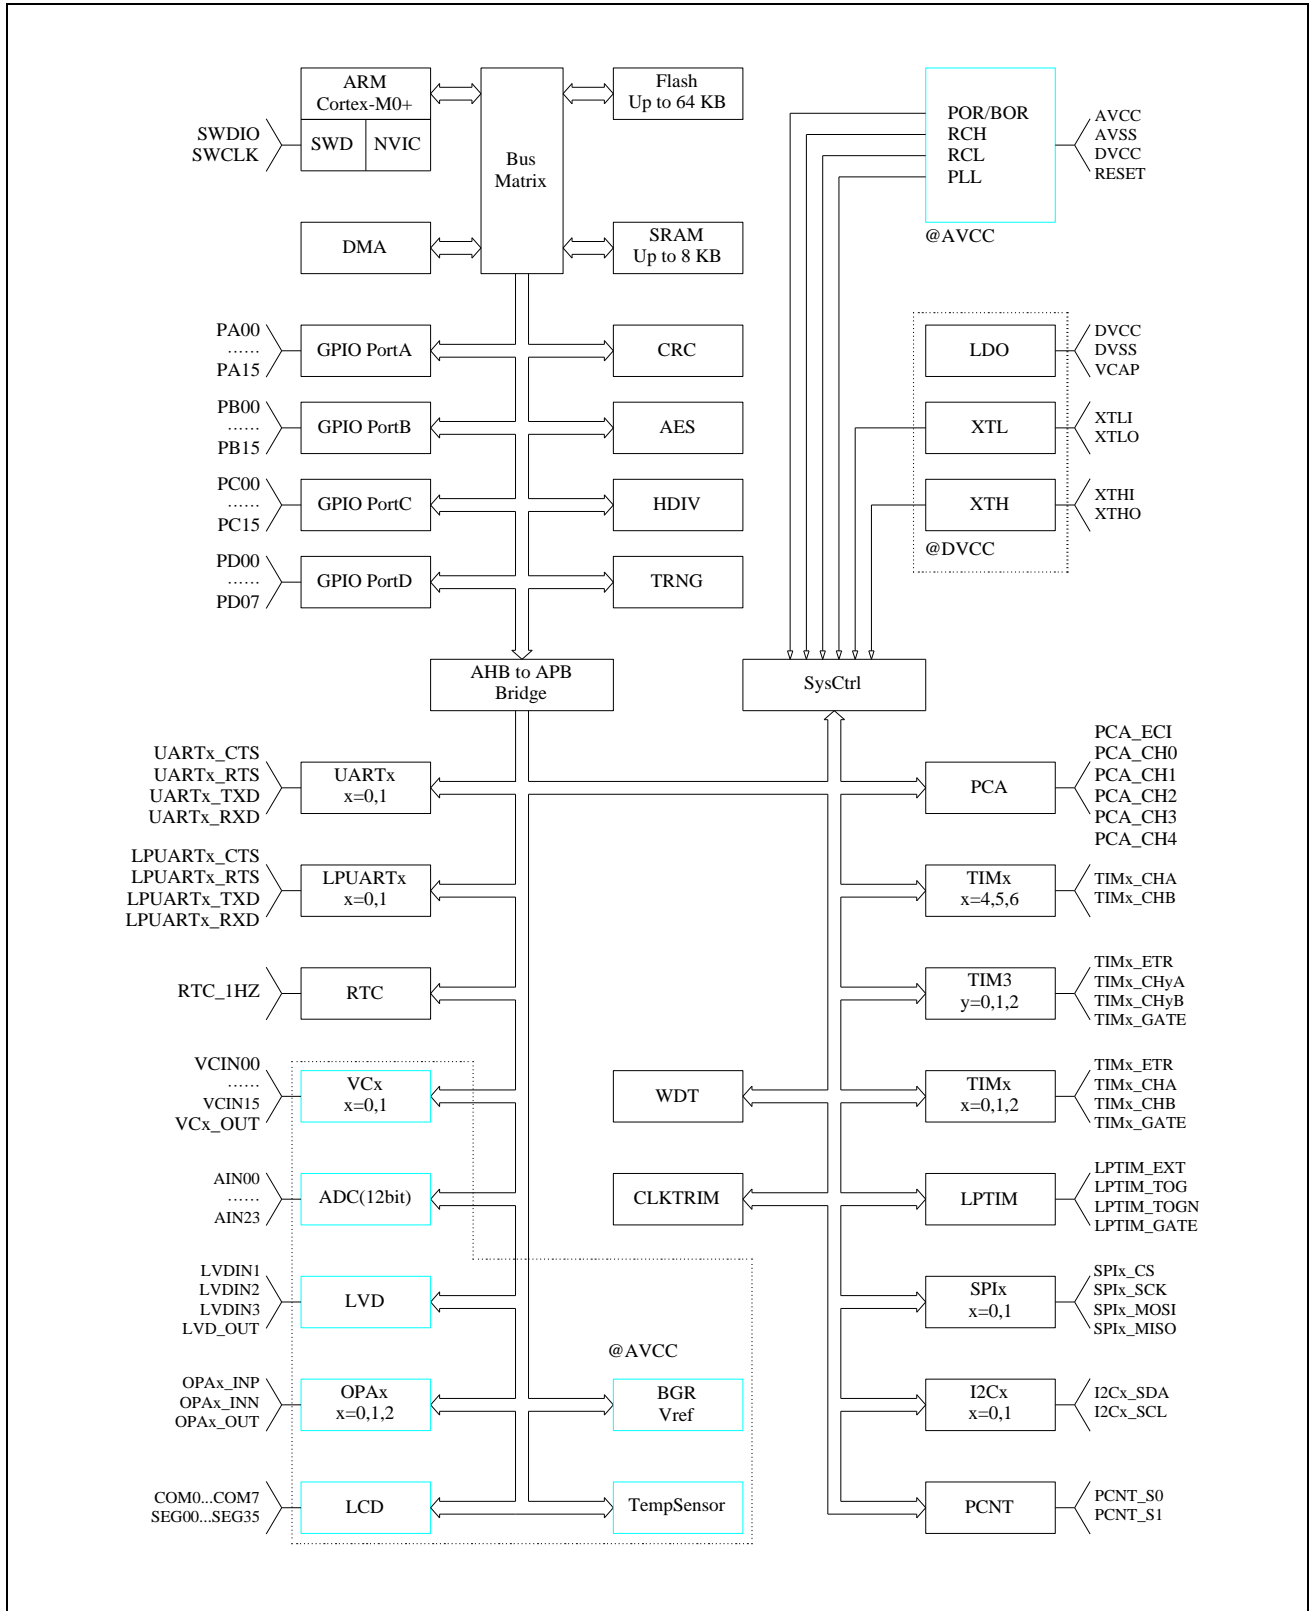 ARM
Cortex-M0+
SWD
NVIC
SWDIO
SWCLK
Bus
Matrix
Flash
Up to 64 KB
POR/BOR
RCH
RCL
PLL
@AVCC
AVCC
AVSS
DVCC
RESET
DMA
SRAM
Up to 8 KB
PA00
......
PA15
GPIO PortA
CRC
LDO
DVCC
DVSS
VCAP
PB00
......
PB15
GPIO PortB
AES
XTL
XTLI
XTLO
PC00
......
PC15
GPIO PortC
HDIV
XTH
XTHI
XTHO
@DVCC
PD00
......
PD07
GPIO PortD
TRNG
AHB to APB
Bridge
SysCtrl
UARTx_CTS
UARTx_RTS
UARTx_TXD
UARTx_RXD
UARTx
x=0,1
PCA
PCA_ECI
PCA_CH0
PCA_CH1
PCA_CH2
PCA_CH3
PCA_CH4
LPUARTx_CTS
LPUARTx_RTS
LPUARTx_TXD
LPUARTx_RXD
LPUARTx
x=0,1
TIMx
x=4,5,6
TIMx_CHA
TIMx_CHB
RTC_1HZ
RTC
TIM3
y=0,1,2
TIMx_ETR
TIMx_CHyA
TIMx_CHyB
TIMx_GATE
VCIN00
......
VCIN15
VCx_OUT
VCx
x=0,1
WDT
TIMx
x=0,1,2
TIMx_ETR
TIMx_CHA
TIMx_CHB
TIMx_GATE
AIN00
......
AIN23
ADC(12bit)
CLKTRIM
LPTIM
LPTIM_EXT
LPTIM_TOG
LPTIM_TOGN
LPTIM_GATE
LVDIN1
LVDIN2
LVDIN3
LVD_OUT
LVD
SPIx
x=0,1
SPIx_CS
SPIx_SCK
SPIx_MOSI
SPIx_MISO
@AVCC
OPAx_INP
OPAx_INN
OPAx_OUT
OPAx
x=0,1,2
BGR
Vref
I2Cx
x=0,1
I2Cx_SDA
I2Cx_SCL
COM0...COM7
SEG00...SEG35
LCD
TempSensor
PCNT
PCNT_S0
PCNT_S1